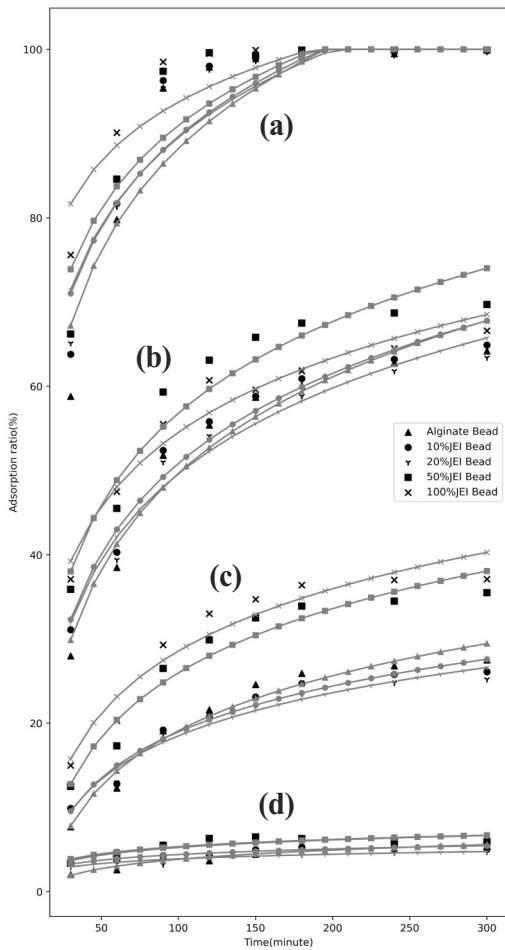 100
80
60
40
20
0
Adsorption ratio(%)
(a)
(b)
(c)
(d)
Alginate Bead
10%JEI Bead
20%JEI Bead
50%JEI Bead
100%JEI Bead
50
100
150
200
250
300
Time(minute)